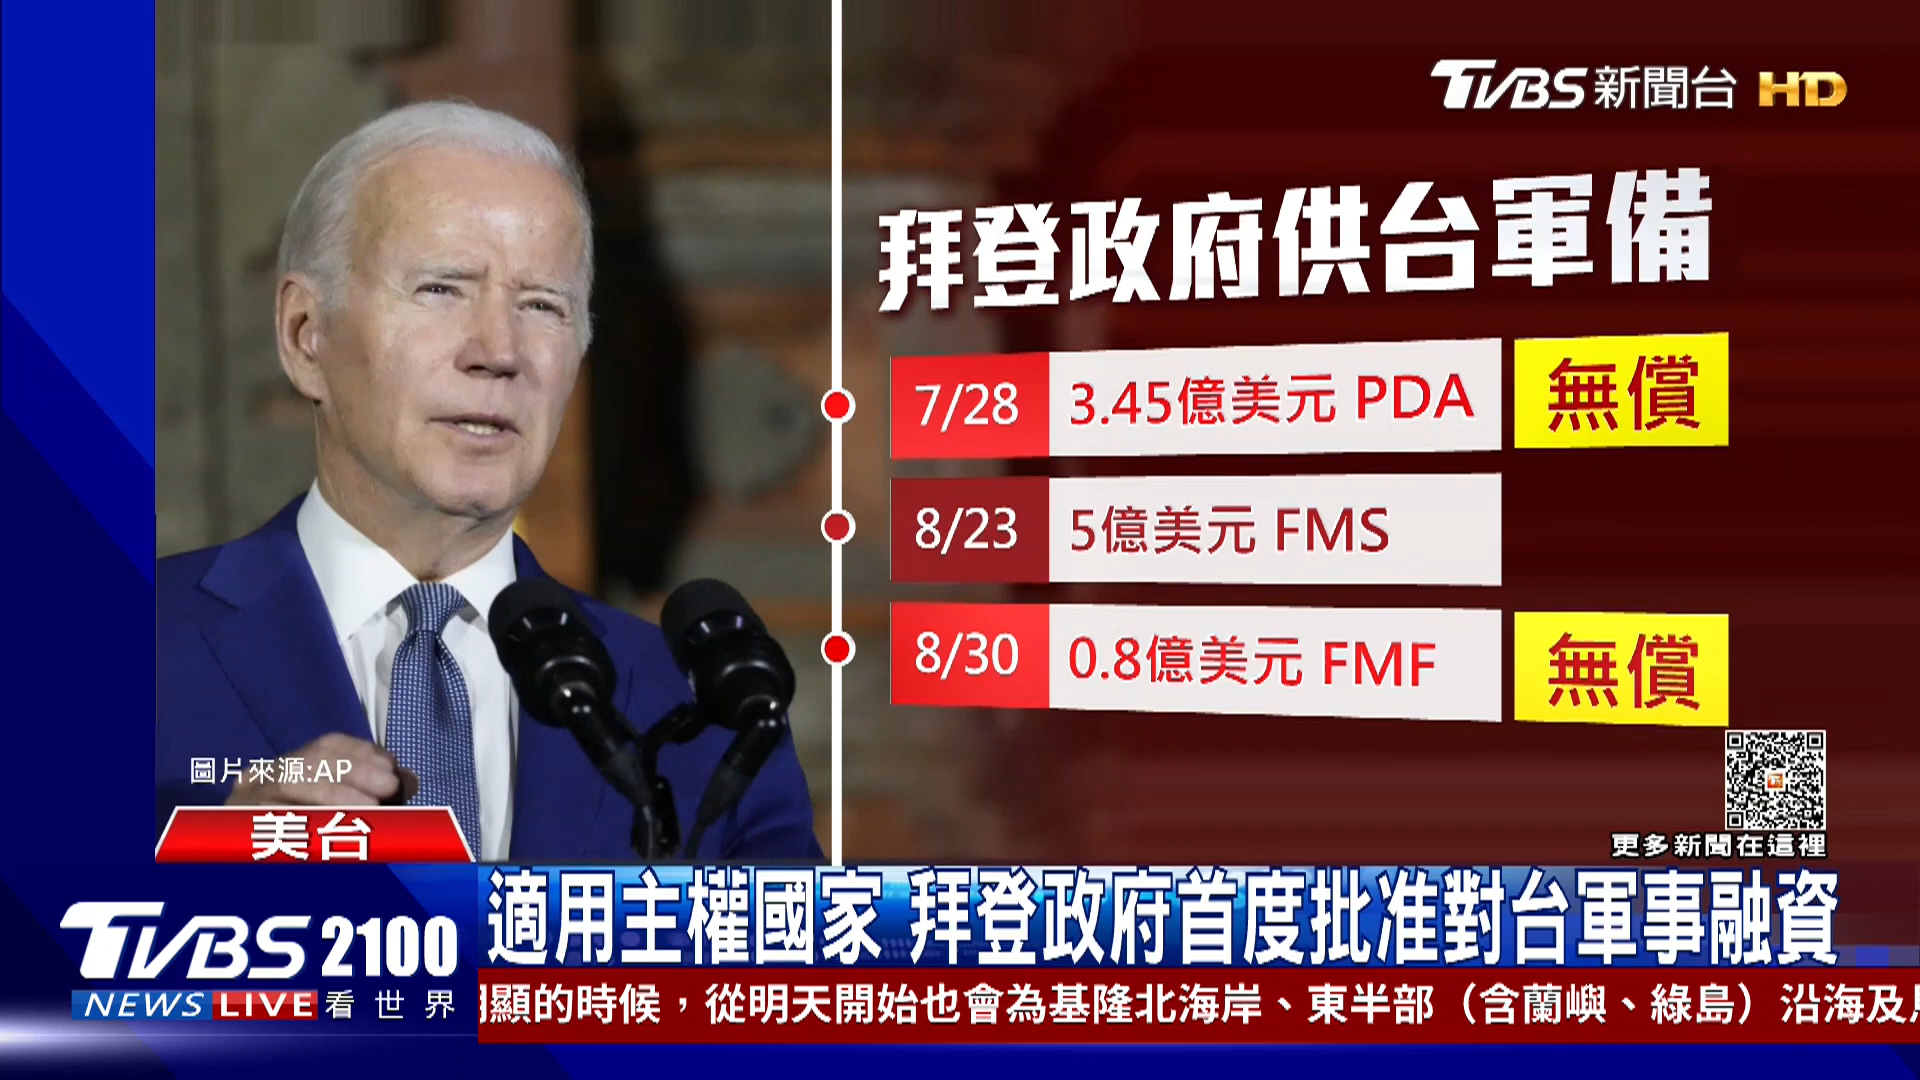 TVBS新聞台 HD
拜登政府供台軍備
7/28 3.45億美元 PDA 無償
8/23 5億美元 FMS
8/30 0.8億美元 FMF 無償
圖片來源:AP
更多新聞在這裡
美台
適用主權國家 拜登政府首度批准對台軍事融資
TVBS 2100
NEWS LIVE 看世界
顯的時候，從明天開始也會為基隆北海岸、東半部（含蘭嶼、綠島）沿海及